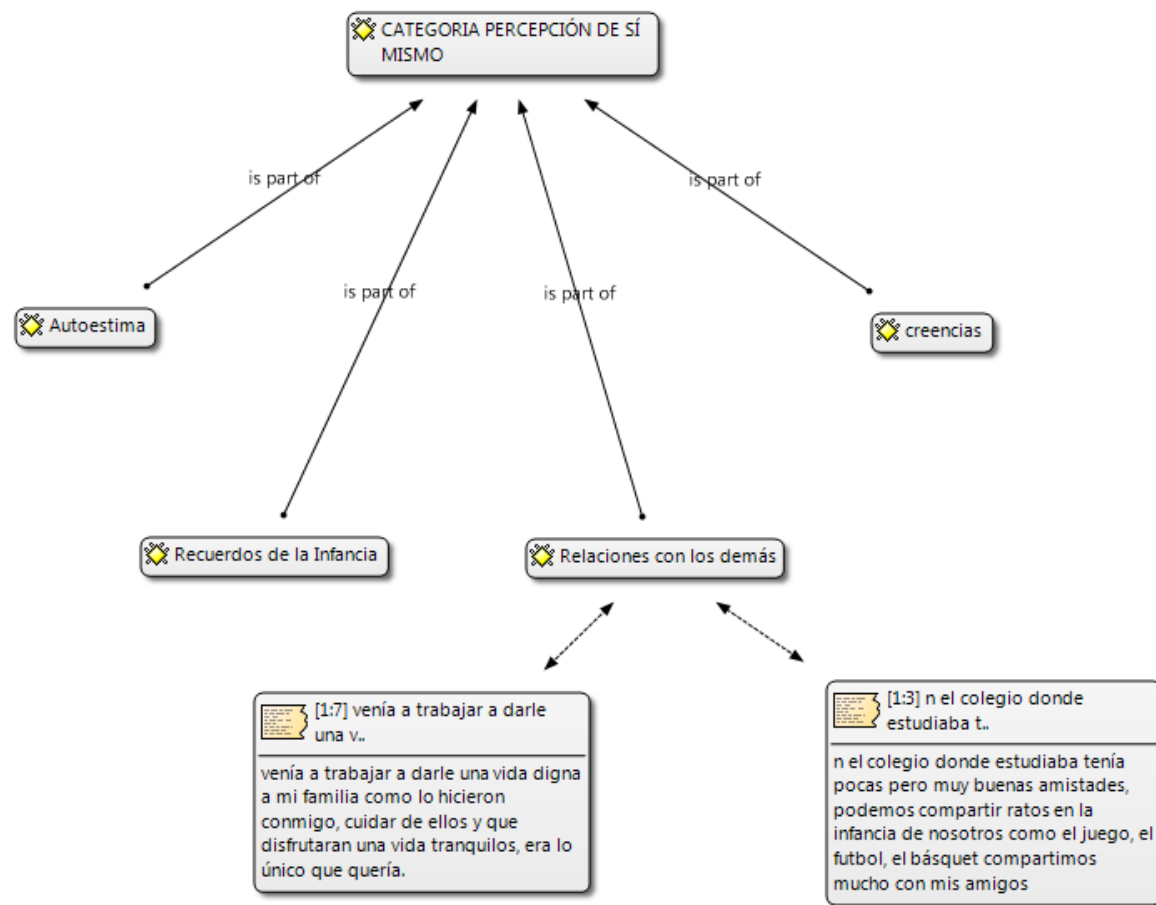 CATEGORIA PERCEPCIÓN DE SÍ
MISMO
is part of
is part of
is part of
is part of
Autoestima
creencias
Recuerdos de la Infancia
Relaciones con los demás
[1:7] venía a trabajar a darle
una v..
venía a trabajar a darle una vida digna
a mi familia como lo hicieron
conmigo, cuidar de ellos y que
disfrutaran una vida tranquilos, era lo
único que quería.
[1:3] n el colegio donde
estudiaba t..
n el colegio donde estudiaba tenía
pocas pero muy buenas amistades,
podemos compartir ratos en la
infancia de nosotros como el juego, el
futbol, el básquet compartimos
mucho con mis amigos